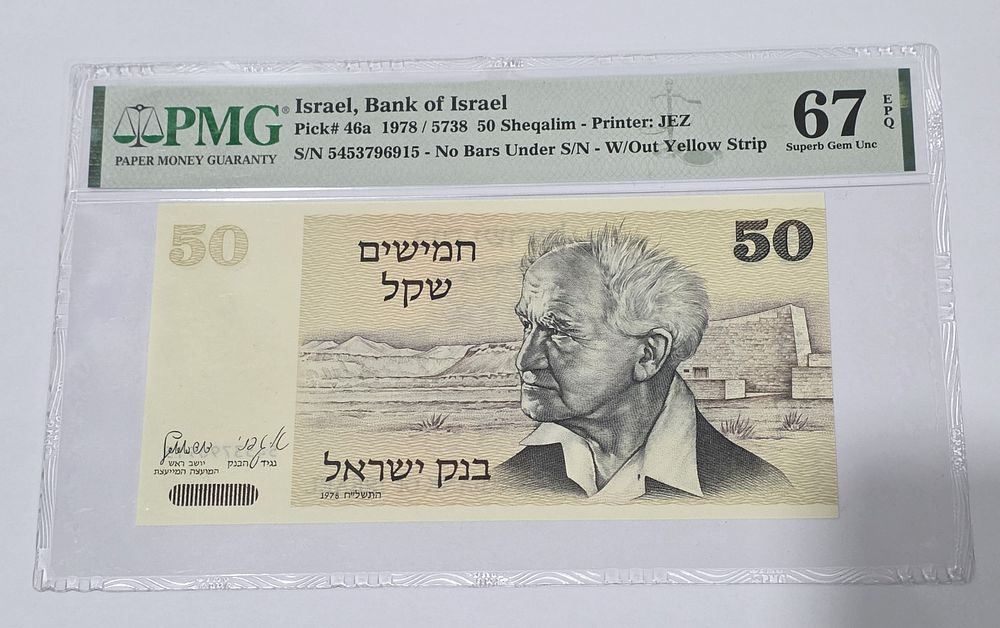 PMG®
PAPER MONEY GUARANTY
Israel, Bank of Israel
Pick# 46a 1978 / 5738 50 Sheqalim - Printer: JEZ
S/N 5453796915 - No Bars Under S/N - W/Out Yellow Strip
67
EPQ
Superb Gem Unc
50
חמישים
שקל
50
נגיד הבנק
יושב ראש
המועצה המייעצת
בנק ישראל
התשל״ח 1978